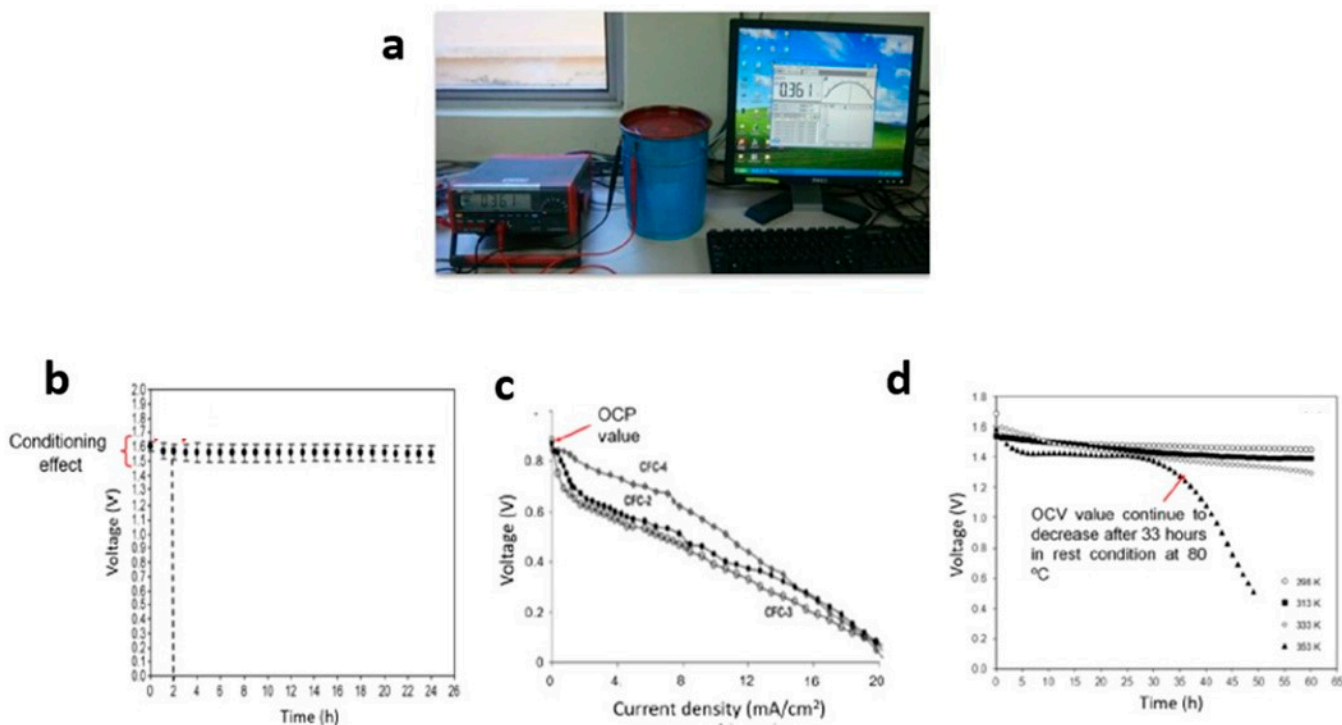 a
0.361
0.361
DELL
b
Conditioning
effect
Voltage (V)
2.0
1.9
1.8
1.7
1.6
1.5
1.4
1.3
1.2
1.1
1.0
0.9
0.8
0.7
0.6
0.5
0.4
0.3
0.2
0.1
0.0
0 2 4 6 8 10 12 14 16 18 20 22 24 26
Time (h)
c
OCP
value
CFC-4
CFC-2
CFC-3
Voltage (V)
0.8
0.6
0.4
0.2
0
0 4 8 12 16 20
Current density (mA/cm²)
d
Voltage (V)
1.8
1.6
1.4
1.2
1.0
0.8
0.6
0.4
0.2
0.0
OCV value continue to
decrease after 33 hours
in rest condition at 80
ºC
298 K
313 K
333 K
353 K
0 5 10 15 20 25 30 35 40 45 50 55 60 65
Time (h)